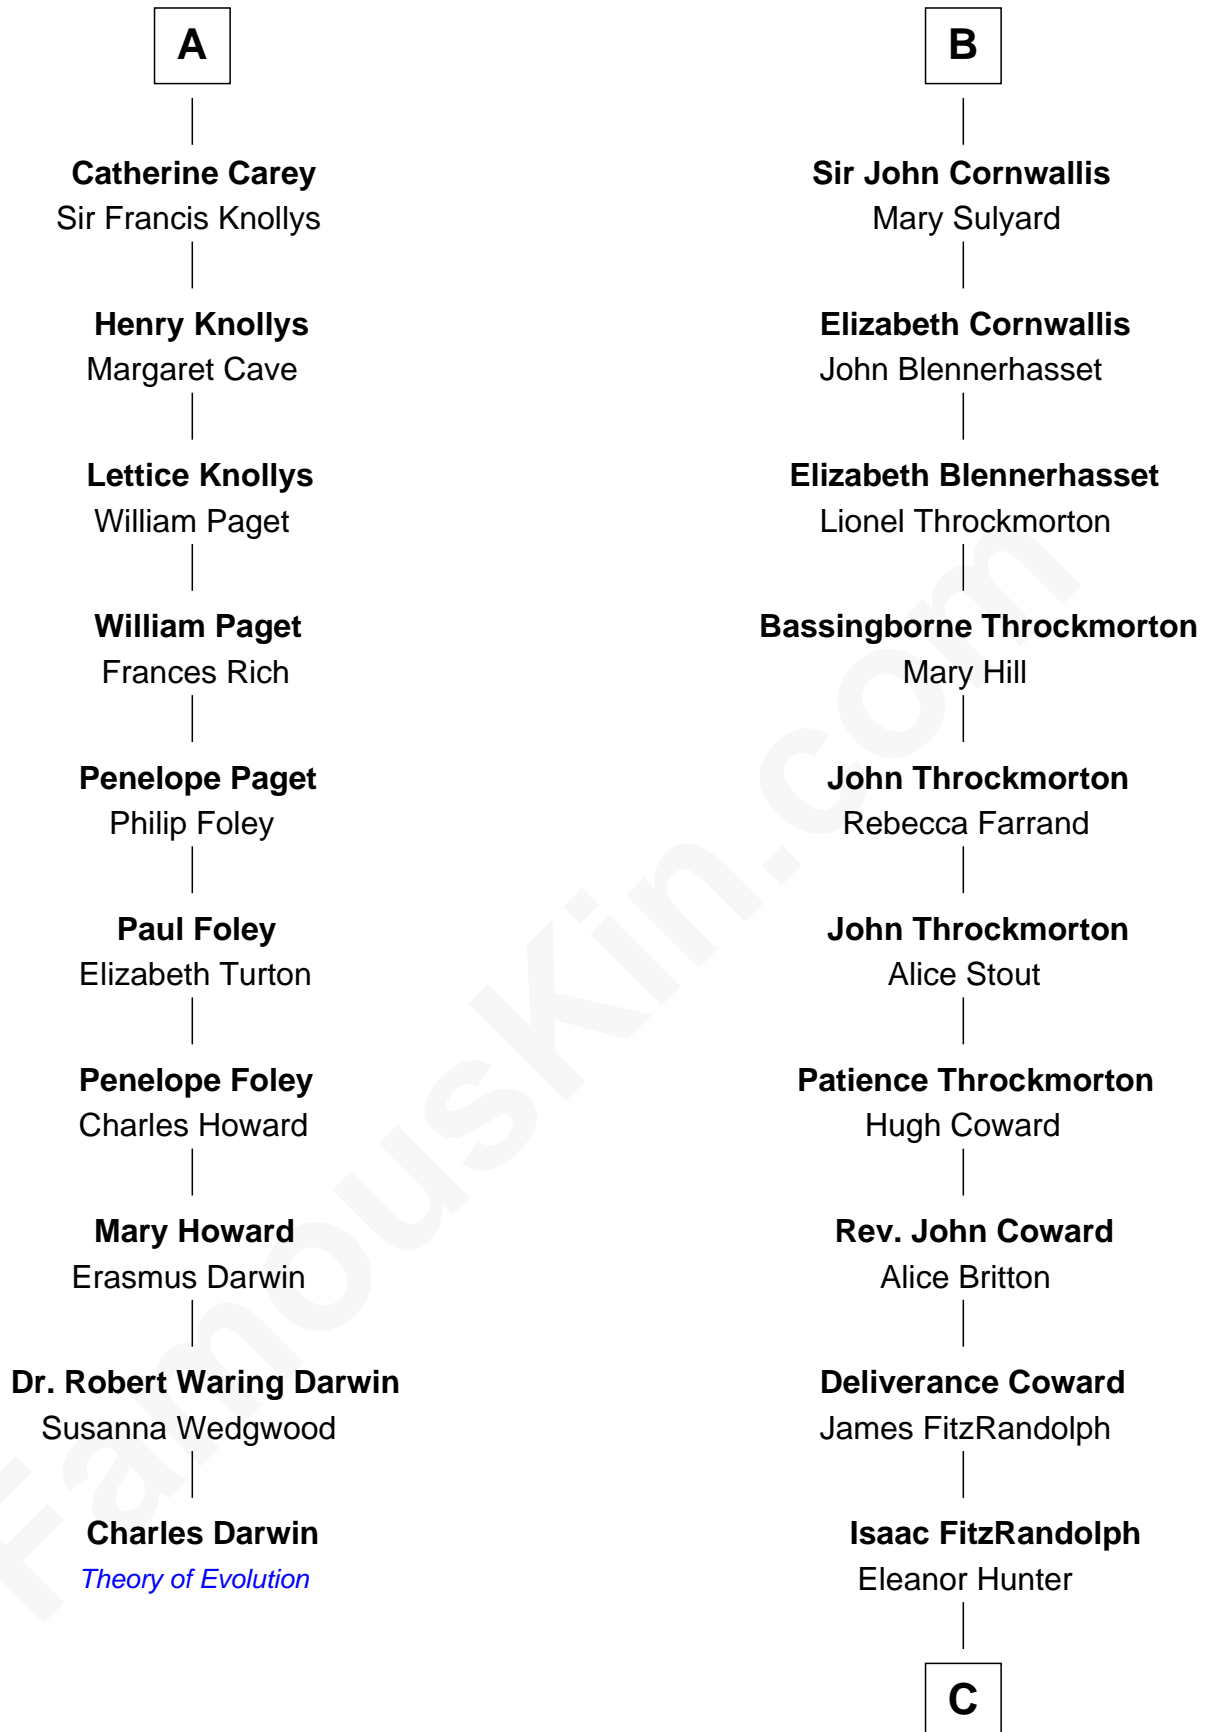 A
Catherine Carey
Sir Francis Knollys
Henry Knollys
Margaret Cave
Lettice Knollys
William Paget
William Paget
Frances Rich
Penelope Paget
Philip Foley
Paul Foley
Elizabeth Turton
Penelope Foley
Charles Howard
Mary Howard
Erasmus Darwin
Dr. Robert Waring Darwin
Susanna Wedgwood
Charles Darwin
Theory of Evolution
B
Sir John Cornwallis
Mary Sulyard
Elizabeth Cornwallis
John Blennerhasset
Elizabeth Blennerhasset
Lionel Throckmorton
Bassingborne Throckmorton
Mary Hill
John Throckmorton
Rebecca Farrand
John Throckmorton
Alice Stout
Patience Throckmorton
Hugh Coward
Rev. John Coward
Alice Britton
Deliverance Coward
James FitzRandolph
Isaac FitzRandolph
Eleanor Hunter
C
FamousKin.com